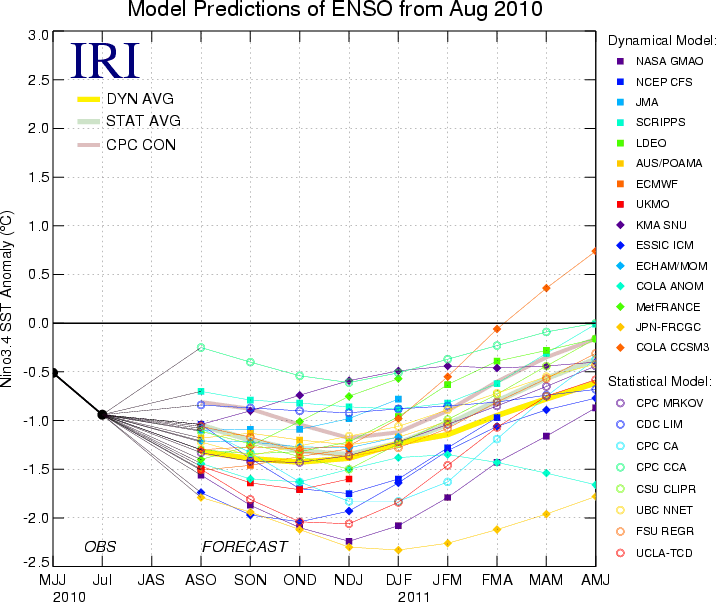 Model Predictions of ENSO from Aug 2010
IRI
DYN AVG
STAT AVG
CPC CON
Nino3.4 SST Anomaly (ºC)
3.0
2.5
2.0
1.5
1.0
0.5
0.0
-0.5
-1.0
-1.5
-2.0
-2.5
OBS
FORECAST
MJJ Jul JAS ASO SON OND NDJ DJF JFM FMA MAM AMJ
2010 2011
Dynamical Model:
NASA GMAO
NCEP CFS
JMA
SCRIPPS
LDEO
AUS/POAMA
ECMWF
UKMO
KMA SNU
ESSIC ICM
ECHAM/MOM
COLA ANOM
MetFRANCE
JPN-FRCGC
COLA CCSM3
Statistical Model:
CPC MRKOV
CDC LIM
CPC CA
CPC CCA
CSU CLIPR
UBC NNET
FSU REGR
UCLA-TCD